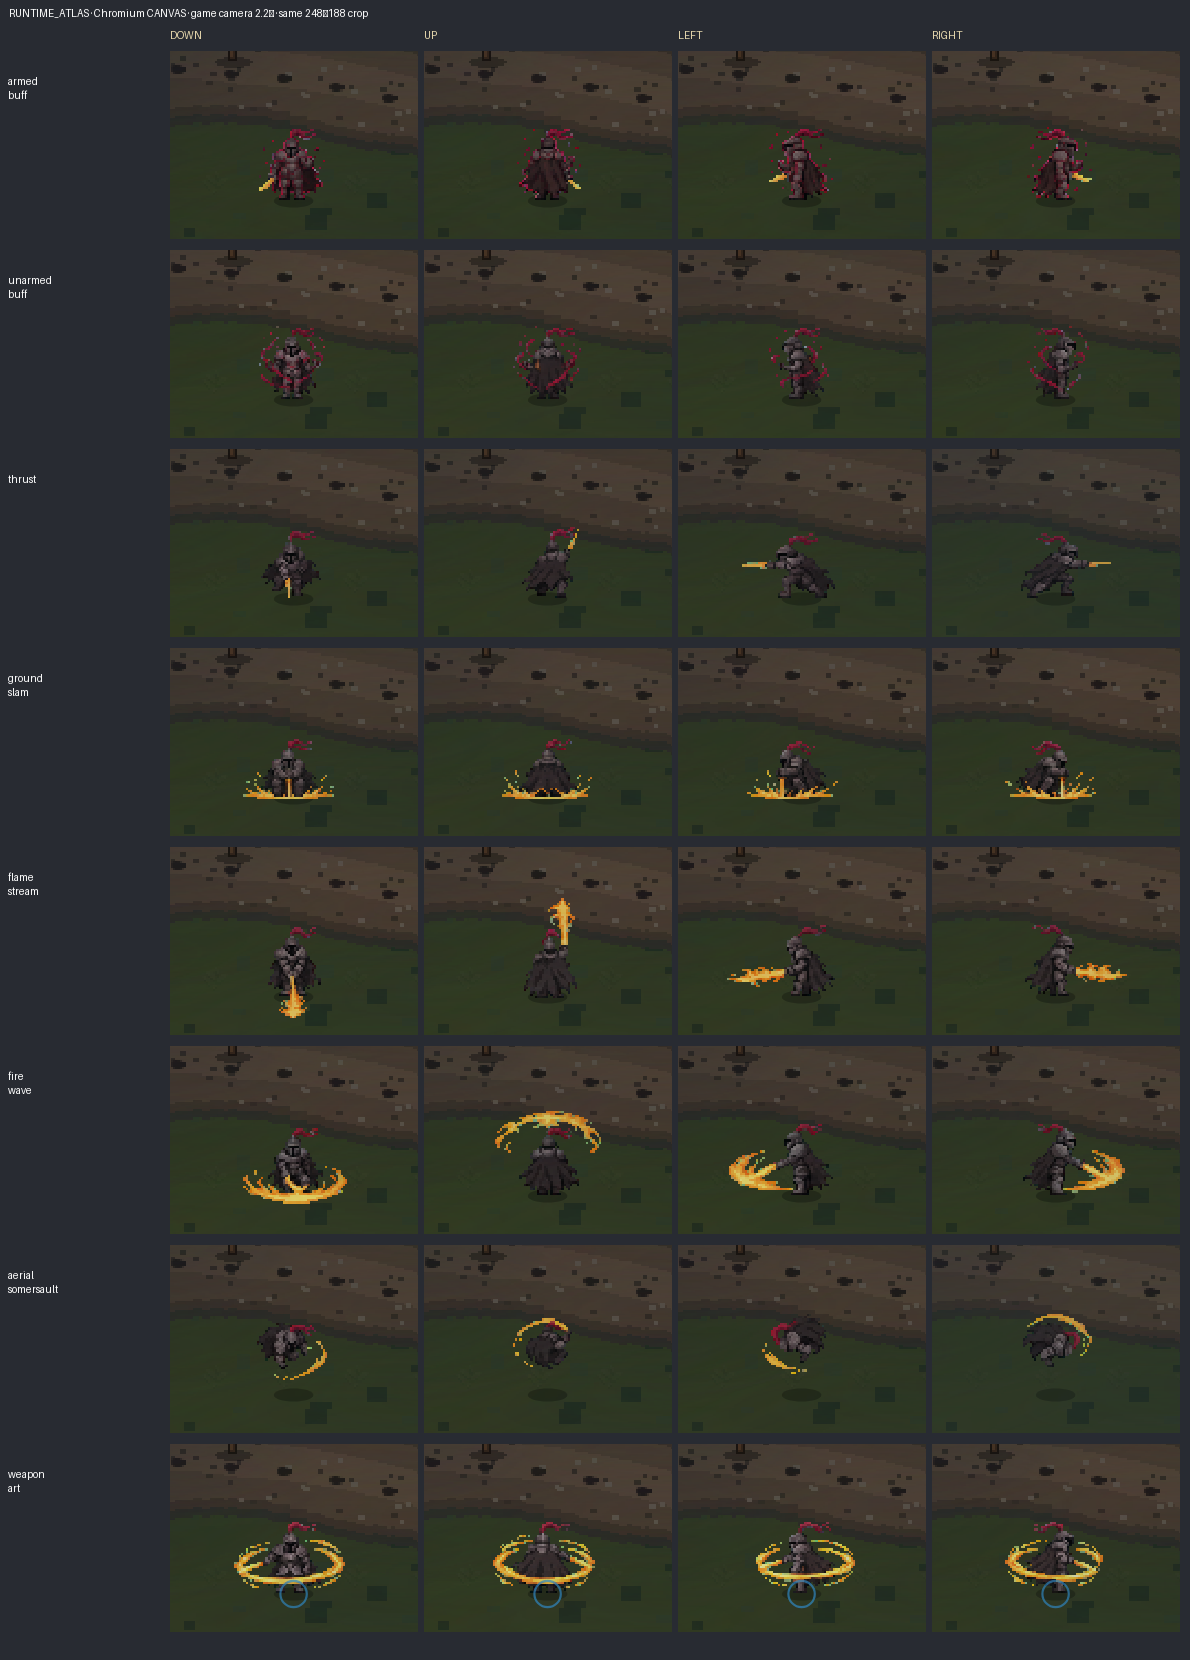 RUNTIME_ATLAS · Chromium CANVAS · game camera 2.2▯ · same 248▯188 crop
DOWN UP LEFT RIGHT
armed
buff
unarmed
buff
thrust
ground
slam
flame
stream
fire
wave
aerial
somersault
weapon
art